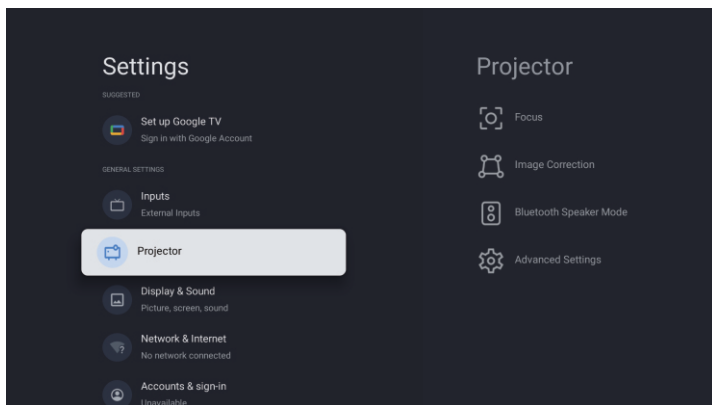 Settings
SUGGESTED
Set up Google TV
Sign in with Google Account
GENERAL SETTINGS
Inputs
External Inputs
Projector
Display & Sound
Picture, screen, sound
Network & Internet
No network connected
Accounts & sign-in
Unavailable
Projector
Focus
Image Correction
Bluetooth Speaker Mode
Advanced Settings